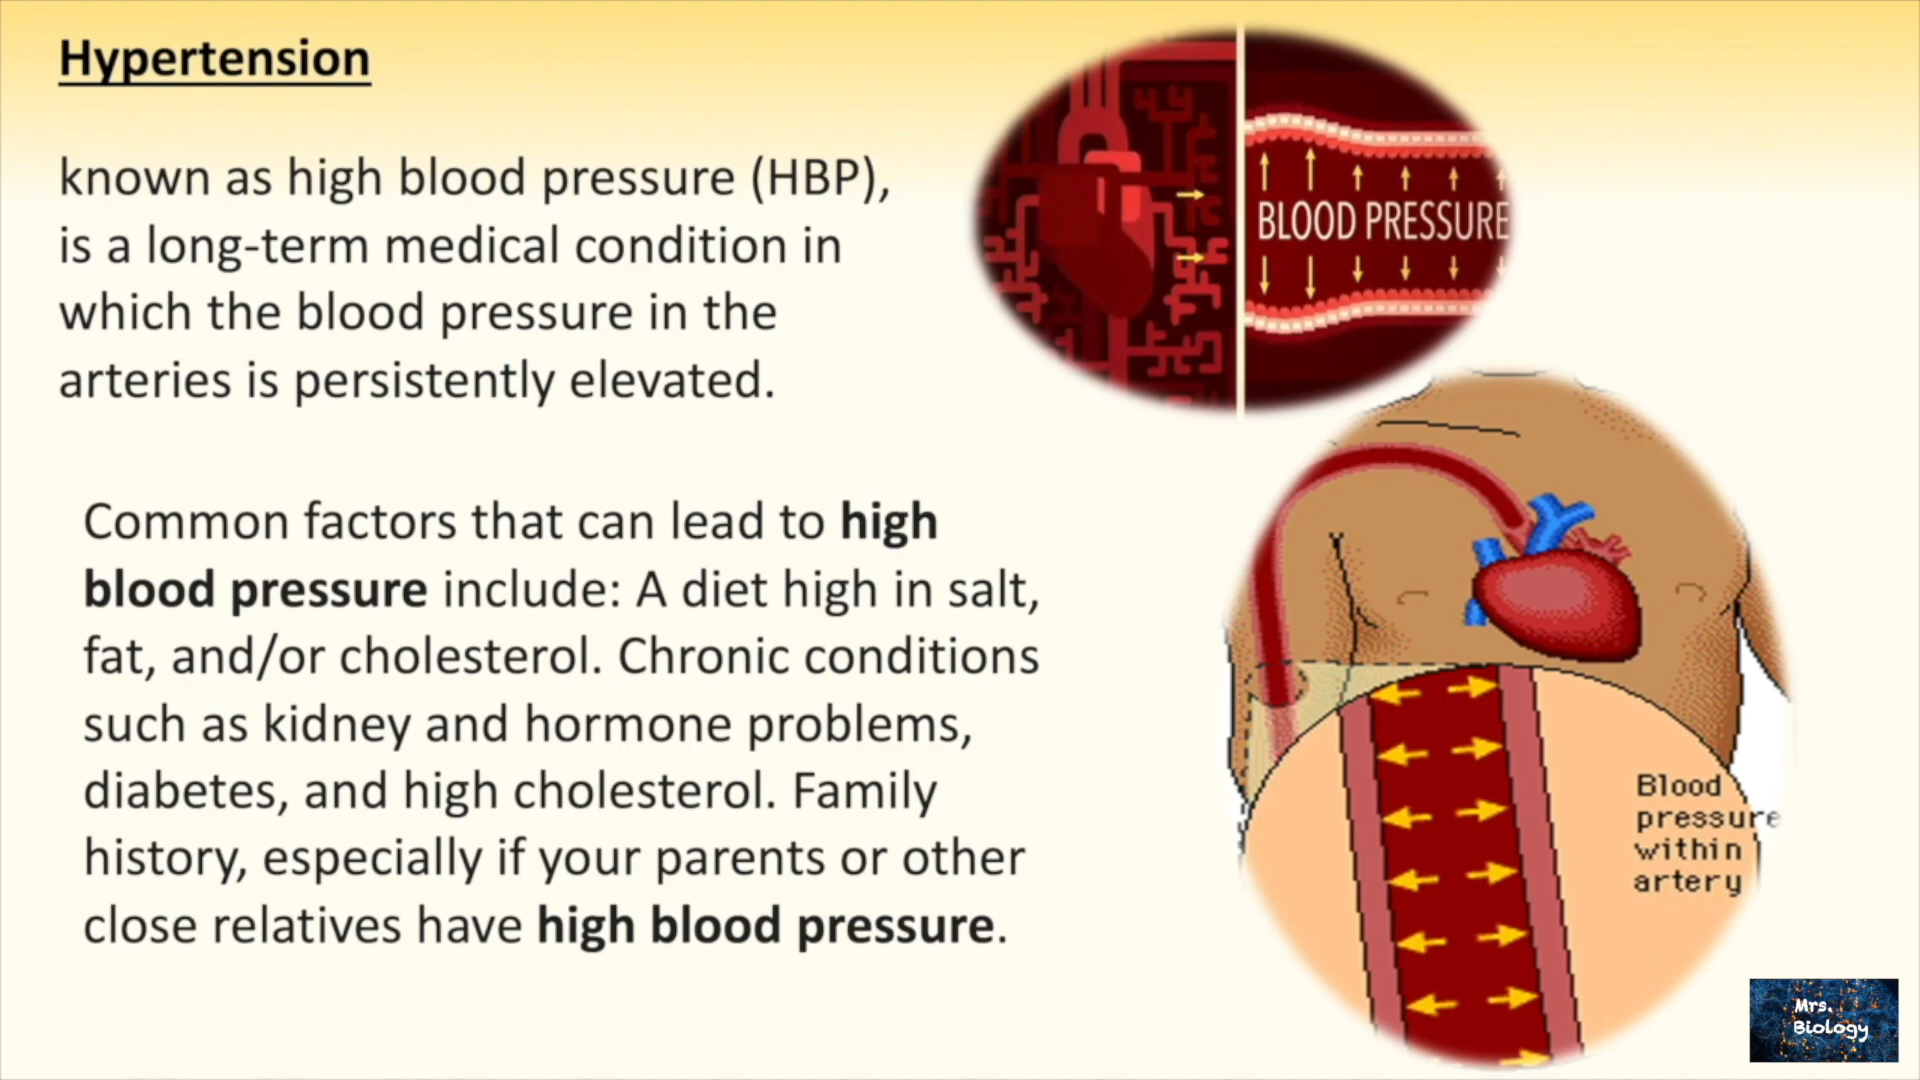 Hypertension
known as high blood pressure (HBP),
is a long-term medical condition in
which the blood pressure in the
arteries is persistently elevated.
Common factors that can lead to high
blood pressure include: A diet high in salt,
fat, and/or cholesterol. Chronic conditions
such as kidney and hormone problems,
diabetes, and high cholesterol. Family
history, especially if your parents or other
close relatives have high blood pressure.
BLOOD PRESSURE
Blood
pressure
within
artery
Mrs.
Biology